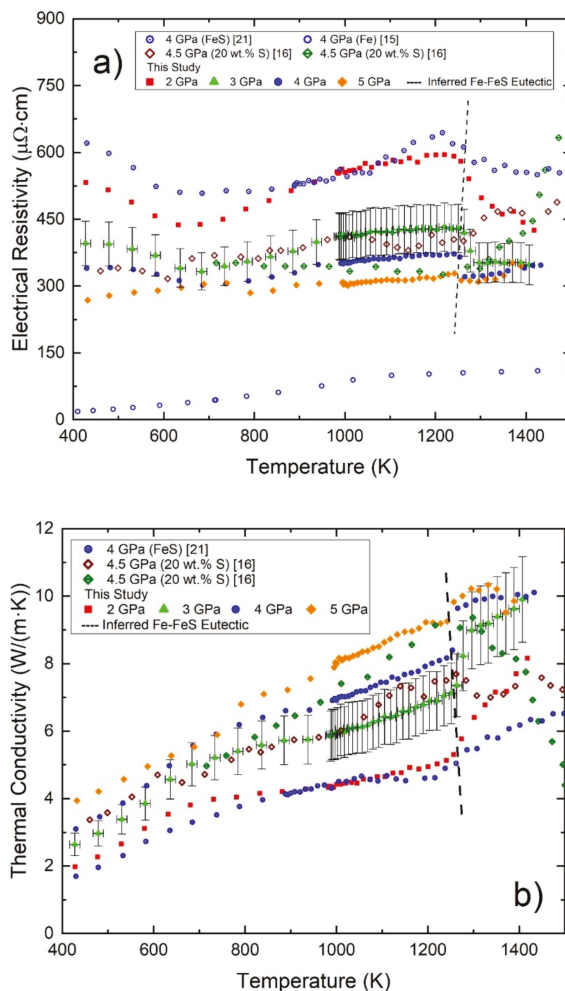 900
750
600
450
300
150
0
Electrical Resistivity (μΩ·cm)
a)
4 GPa (FeS) [21] 4 GPa (Fe) [15]
4.5 GPa (20 wt.% S) [16] 4.5 GPa (20 wt.% S) [16]
This Study
2 GPa 3 GPa 4 GPa 5 GPa Inferred Fe-FeS Eutectic
400 600 800 1000 1200 1400
Temperature (K)
12
10
8
6
4
2
0
Thermal Conductivity (W/(m·K))
4 GPa (FeS) [21]
4.5 GPa (20 wt.% S) [16]
4.5 GPa (20 wt.% S) [16]
This Study
2 GPa 3 GPa 4 GPa 5 GPa
Inferred Fe-FeS Eutectic
b)
400 600 800 1000 1200 1400
Temperature (K)